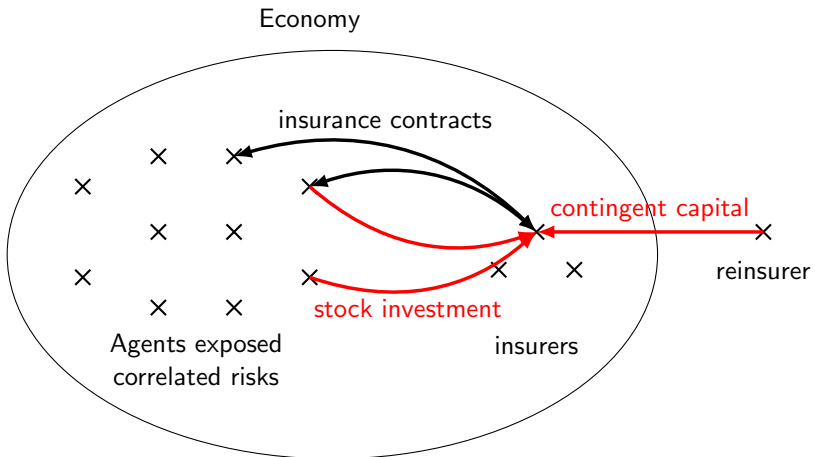 Economy
insurance contracts
contingent capital
reinsurer
stock investment
Agents exposed
correlated risks
insurers